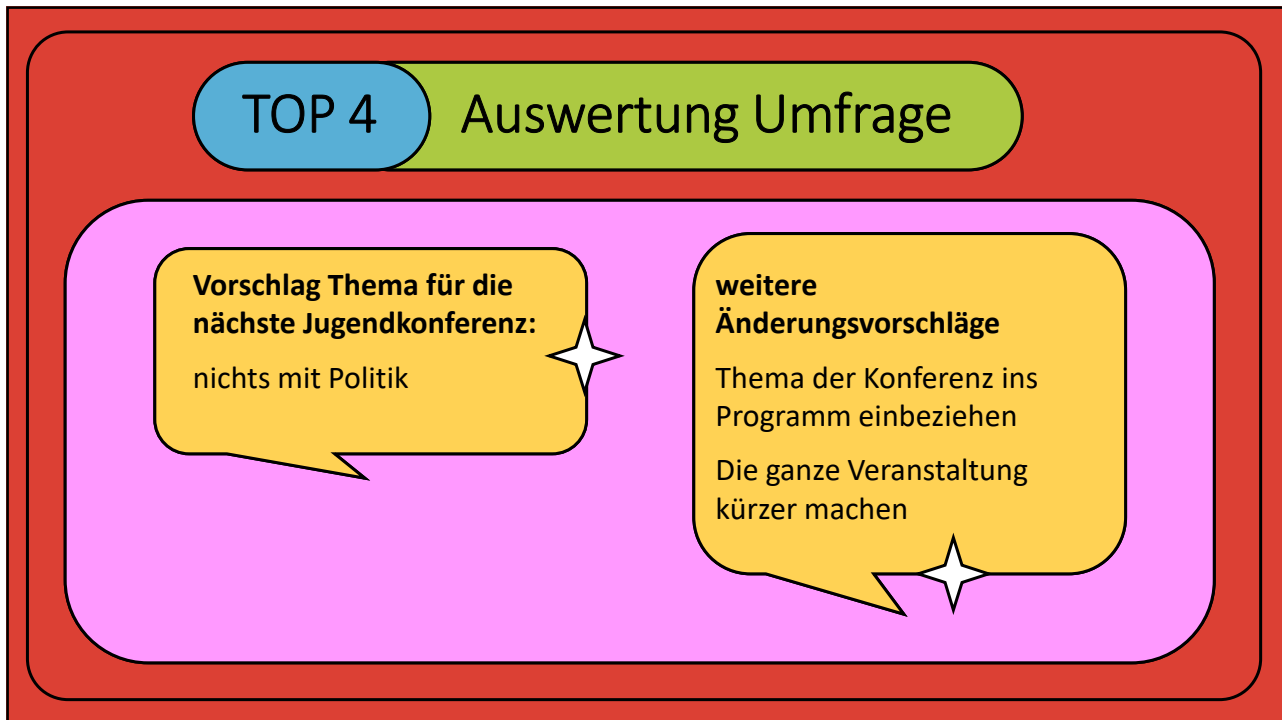 TOP 4 Auswertung Umfrage
Vorschlag Thema für die
nächste Jugendkonferenz:
nichts mit Politik
weitere
Änderungsvorschläge
Thema der Konferenz ins
Programm einbeziehen
Die ganze Veranstaltung
kürzer machen